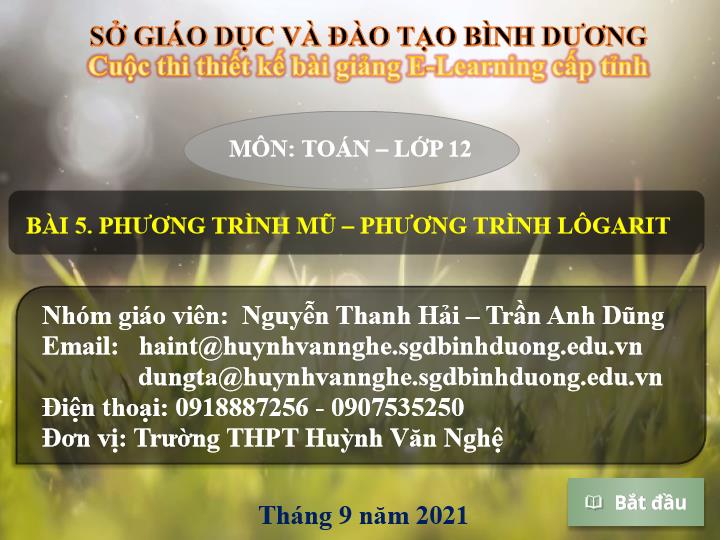 SỞ GIÁO DỤC VÀ ĐÀO TẠO BÌNH DƯƠNG
Cuộc thi thiết kế bài giảng E-Learning cấp tỉnh
MÔN: TOÁN – LỚP 12
BÀI 5. PHƯƠNG TRÌNH MŨ – PHƯƠNG TRÌNH LÔGARIT
Nhóm giáo viên: Nguyễn Thanh Hải – Trần Anh Dũng
Email: haint@huynhvannghe.sgdbinhduong.edu.vn
dungta@huynhvannghe.sgdbinhduong.edu.vn
Điện thoại: 0918887256 - 0907535250
Đơn vị: Trường THPT Huỳnh Văn Nghệ
Bắt đầu
Tháng 9 năm 2021